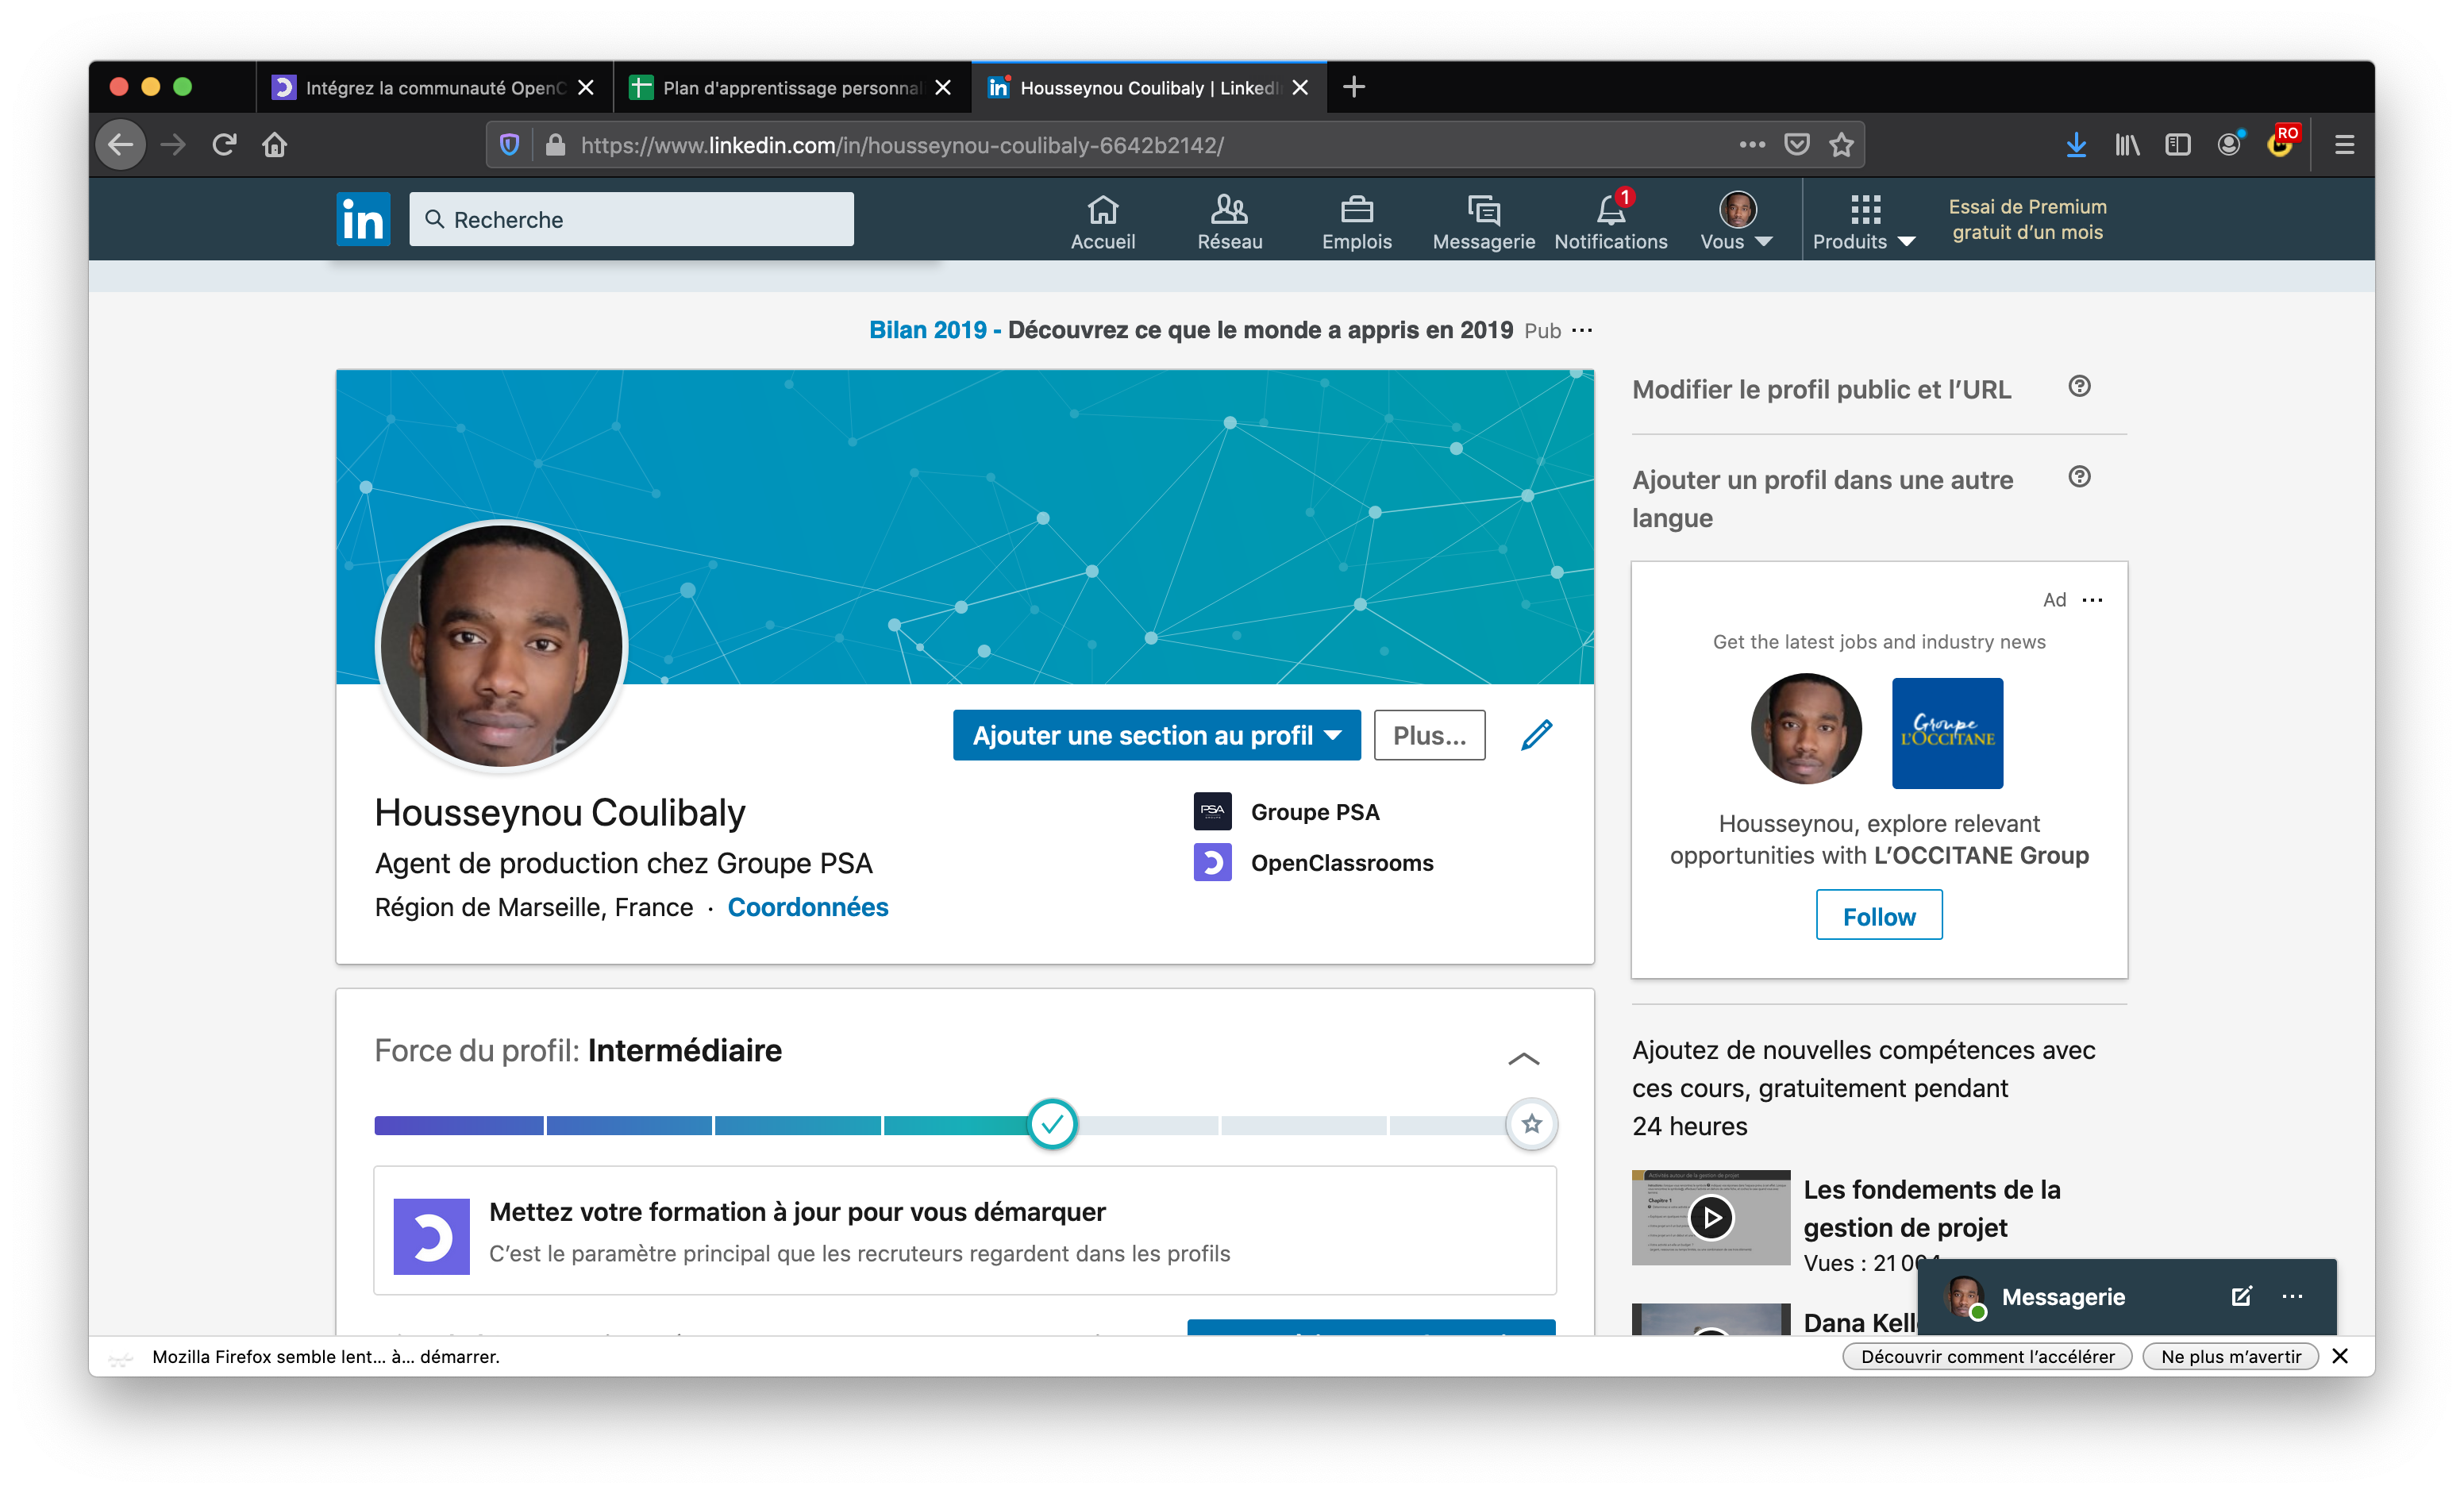 Intégrez la communauté OpenC
Plan d'apprentissage personnal
Housseynou Coulibaly | LinkedI
https://www.linkedin.com/in/housseynou-coulibaly-6642b2142/
RO
in
Recherche
Accueil
Réseau
Emplois
Messagerie
1
Notifications
Vous
Produits
Essai de Premium
gratuit d'un mois
Bilan 2019 - Découvrez ce que le monde a appris en 2019 Pub ...
Ajouter une section au profil
Plus...
Housseynou Coulibaly
Agent de production chez Groupe PSA
Région de Marseille, France · Coordonnées
PSA
Groupe PSA
OpenClassrooms
Force du profil: Intermédiaire
Mettez votre formation à jour pour vous démarquer
C'est le paramètre principal que les recruteurs regardent dans les profils
Modifier le profil public et l'URL
Ajouter un profil dans une autre
langue
Ad ...
Get the latest jobs and industry news
Groupe
L'OCCITANE
Housseynou, explore relevant
opportunities with L'OCCITANE Group
Follow
Ajoutez de nouvelles compétences avec
ces cours, gratuitement pendant
24 heures
Chapitre 1
Les fondements de la
gestion de projet
Vues : 21 0
Dana Kell
Messagerie
Mozilla Firefox semble lent... à... démarrer.
Découvrir comment l'accélérer
Ne plus m'avertir